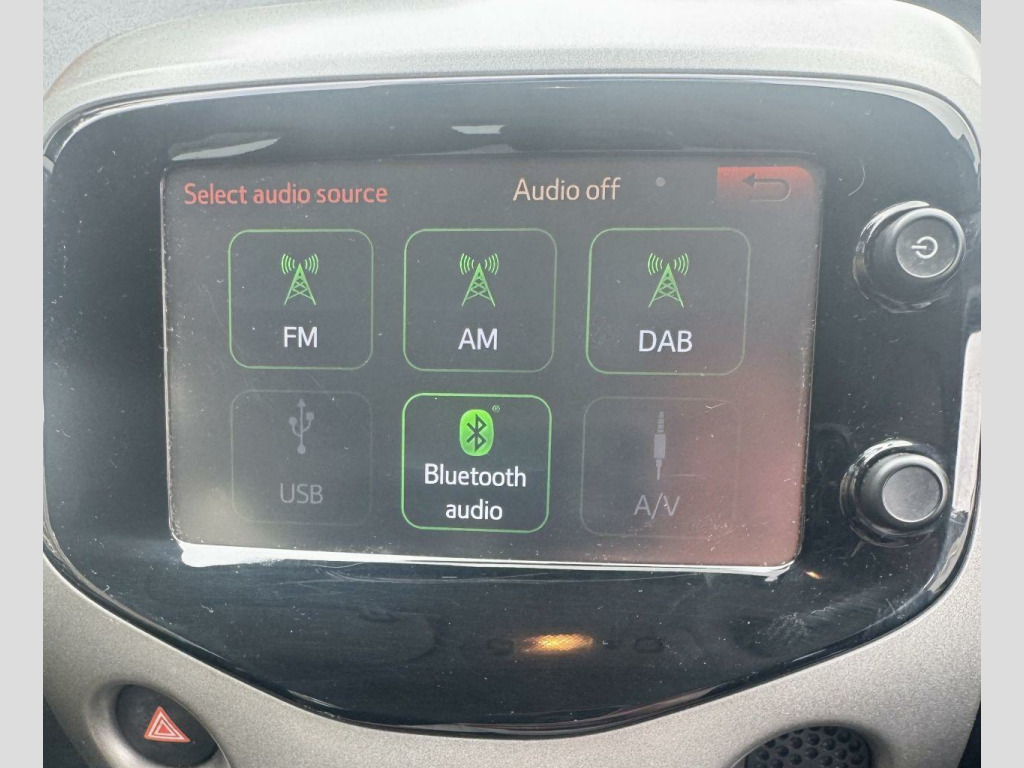 Select audio source
Audio off
FM
AM
DAB
USB
Bluetooth
audio
A/V